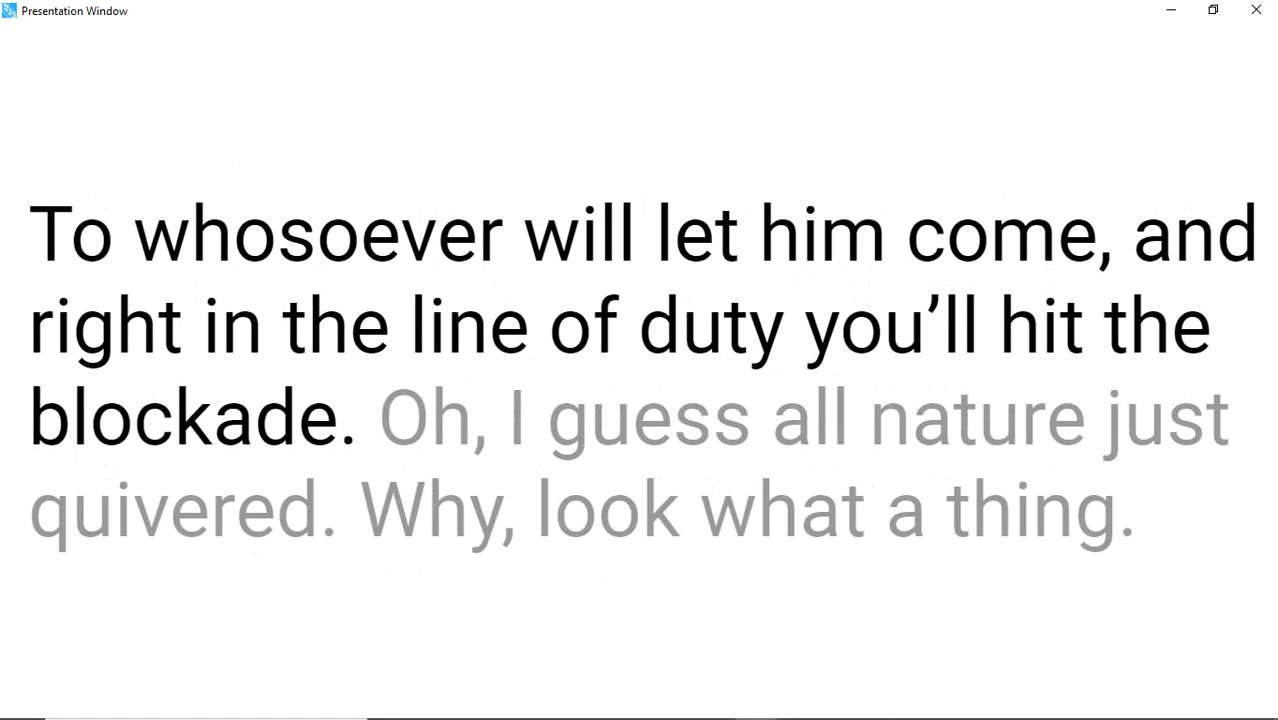 Presentation Window
To whosoever will let him come, and
right in the line of duty you’ll hit the
blockade. Oh, I guess all nature just
quivered. Why, look what a thing.